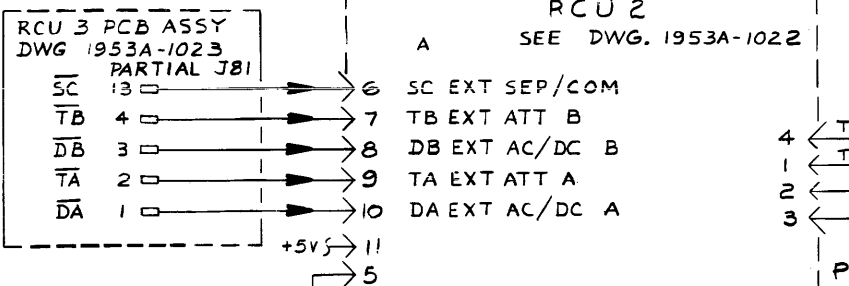 RCU 3 PCB ASSY
DWG 1953A-1023
PARTIAL J81
RCU 2
SEE DWG. 1953A-1022
A
SC 13 6 SC EXT SEP/COM
TB 4 7 TB EXT ATT B
DB 3 8 DB EXT AC/DC B
TA 2 9 TA EXT ATT A
DA 1 10 DA EXT AC/DC A
+5V 11
5
4 T
1 T
2
3
P